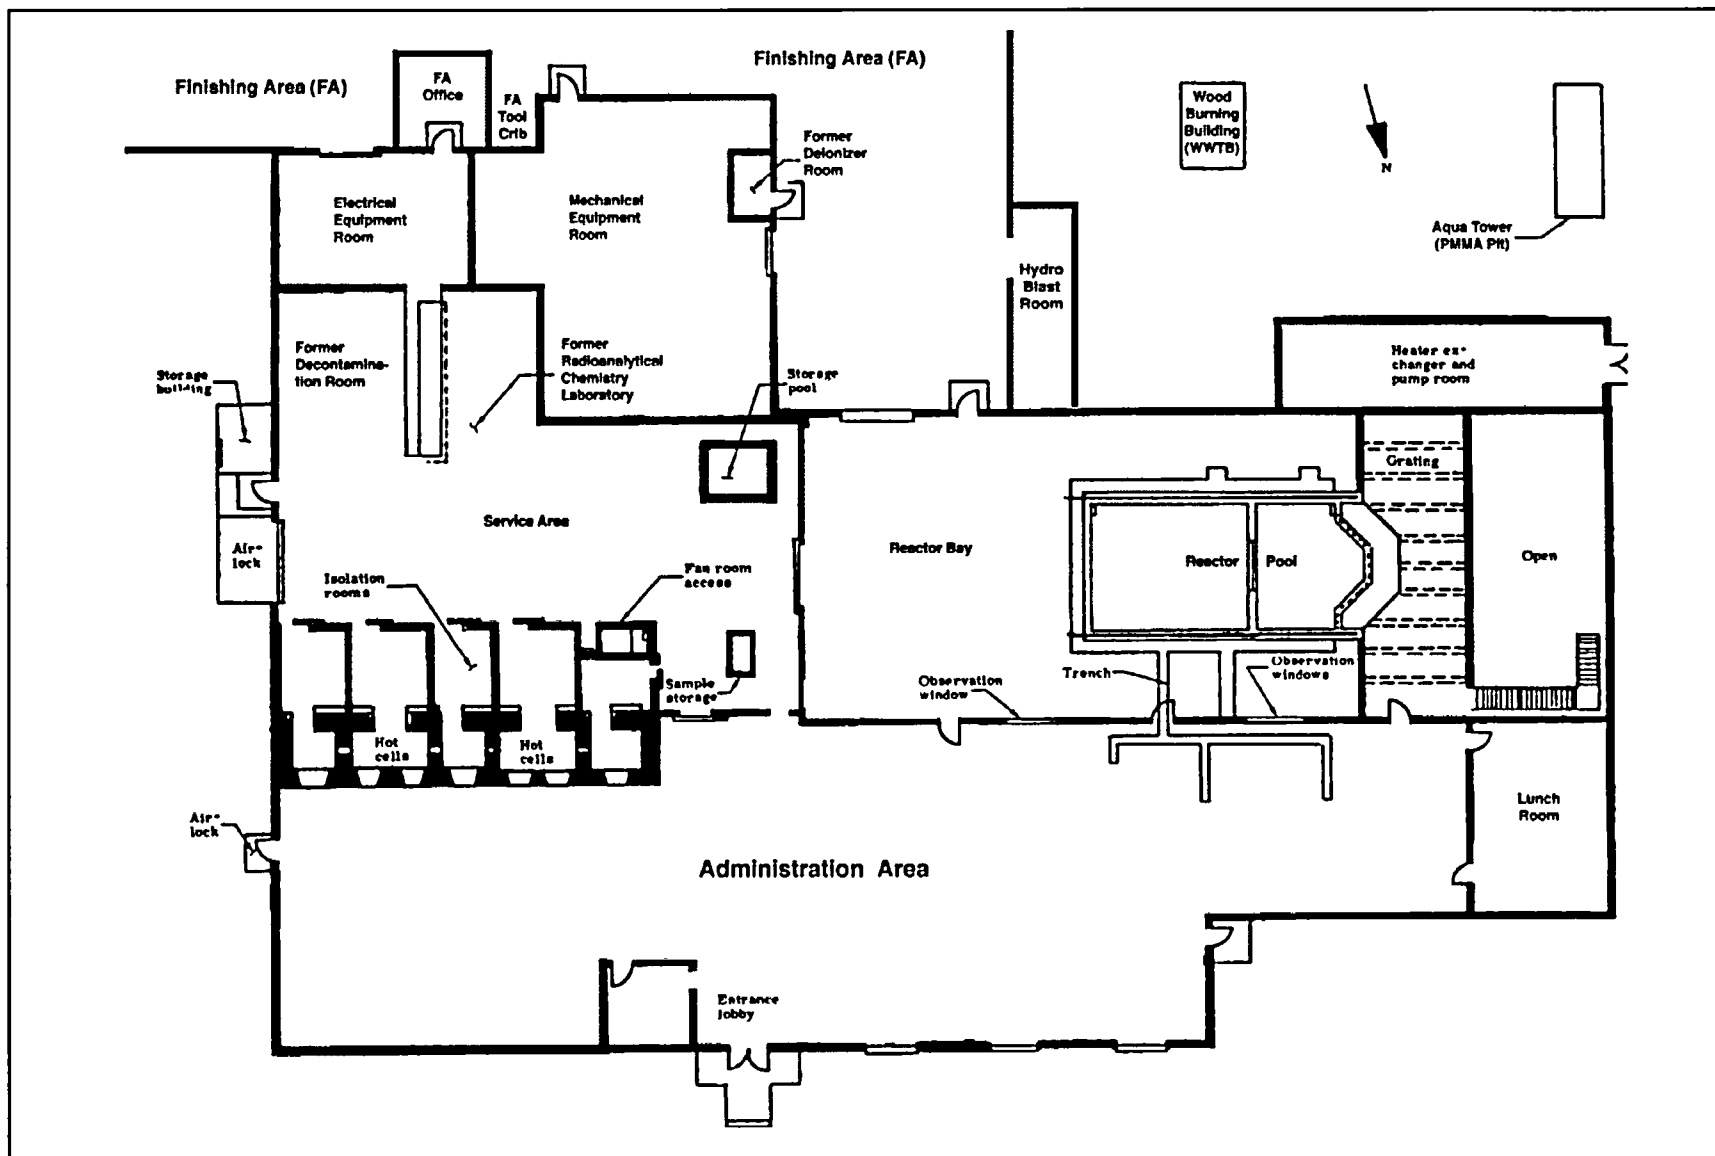 Finishing Area (FA)
FA
Office
FA
Tool
Crib
Finishing Area (FA)
Former
Deionizer
Room
Wood
Burning
Building
(WWTB)
N
Aqua Tower
(PMMA Plt)
Electrical
Equipment
Room
Mechanical
Equipment
Room
Hydro
Blast
Room
Heater ex-
changer and
pump room
Former
Decontamina-
tion Room
Former
Radioanalytical
Chemistry
Laboratory
Storage
building
Storage
pool
Grating
Service Area
Reactor Bay
Reactor Pool
Open
Air-
lock
Isolation
rooms
Fan room
access
Sample
storage
Observation
window
Trench
Observation
windows
Hot
cells
Hot
cells
Lunch
Room
Air-
lock
Administration Area
Entrance
lobby